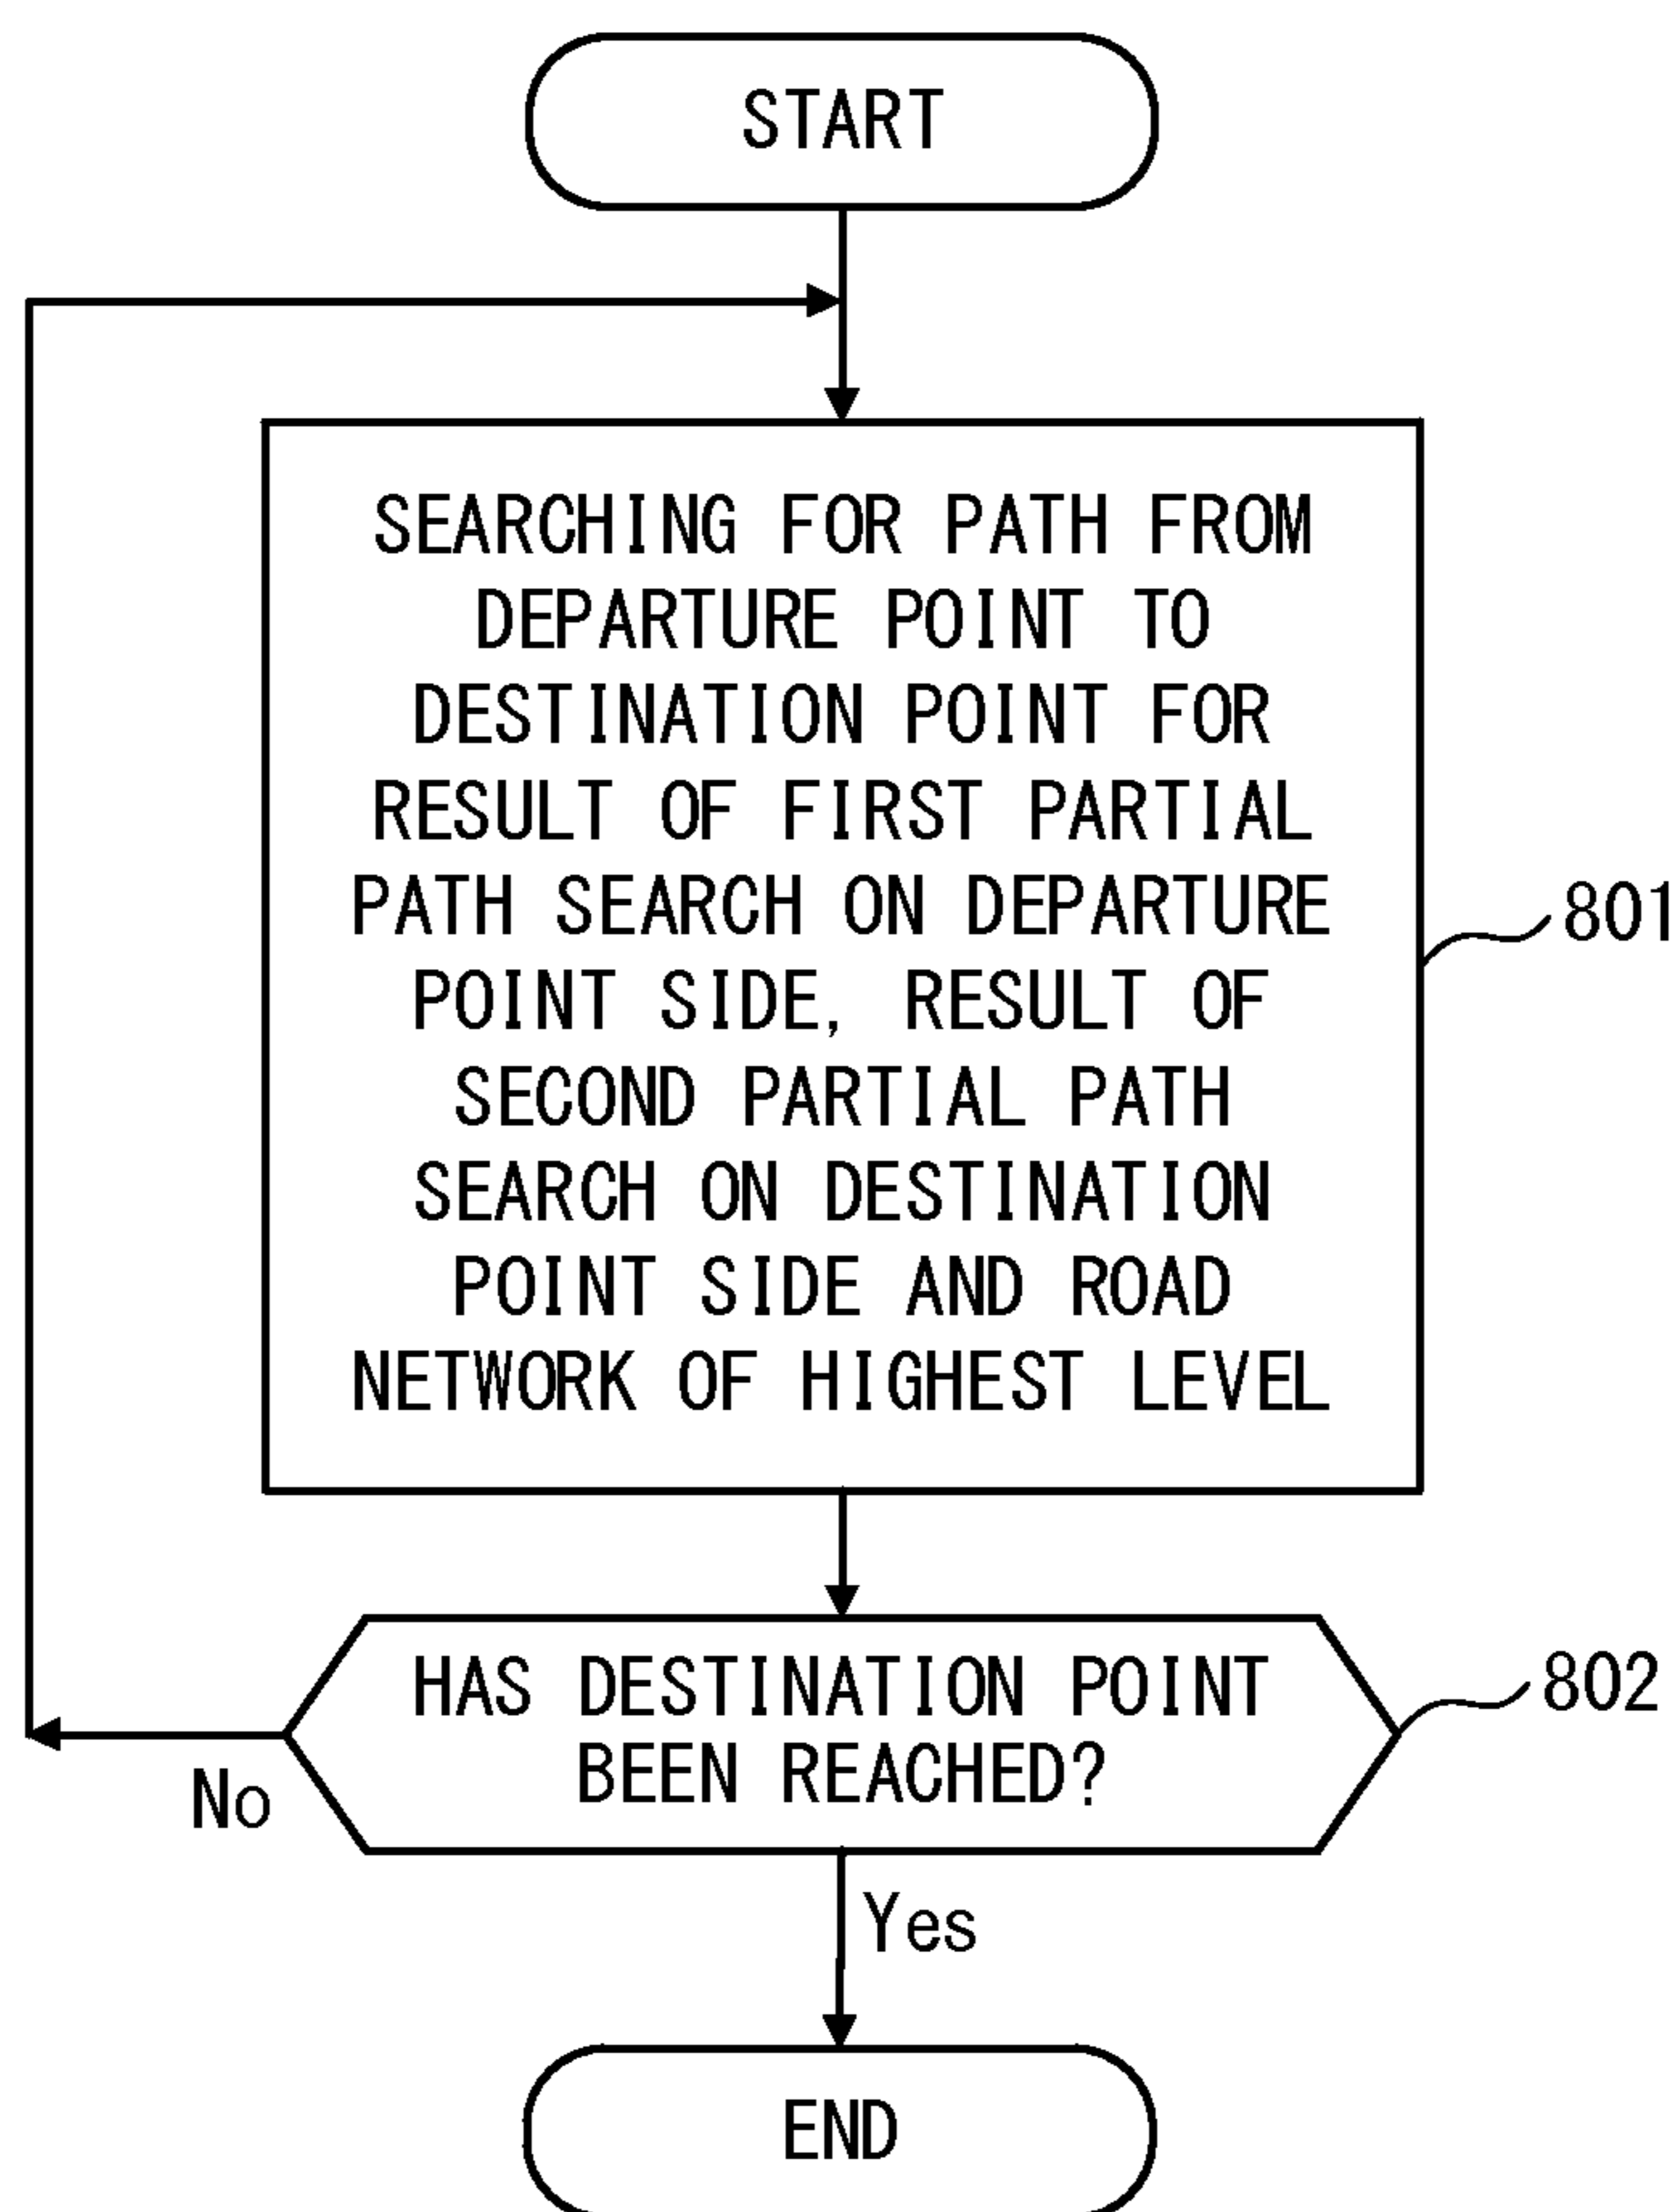 START
SEARCHING FOR PATH FROM
DEPARTURE POINT TO
DESTINATION POINT FOR
RESULT OF FIRST PARTIAL
PATH SEARCH ON DEPARTURE
POINT SIDE, RESULT OF
SECOND PARTIAL PATH
SEARCH ON DESTINATION
POINT SIDE AND ROAD
NETWORK OF HIGHEST LEVEL
801
HAS DESTINATION POINT
BEEN REACHED?
802
No
Yes
END